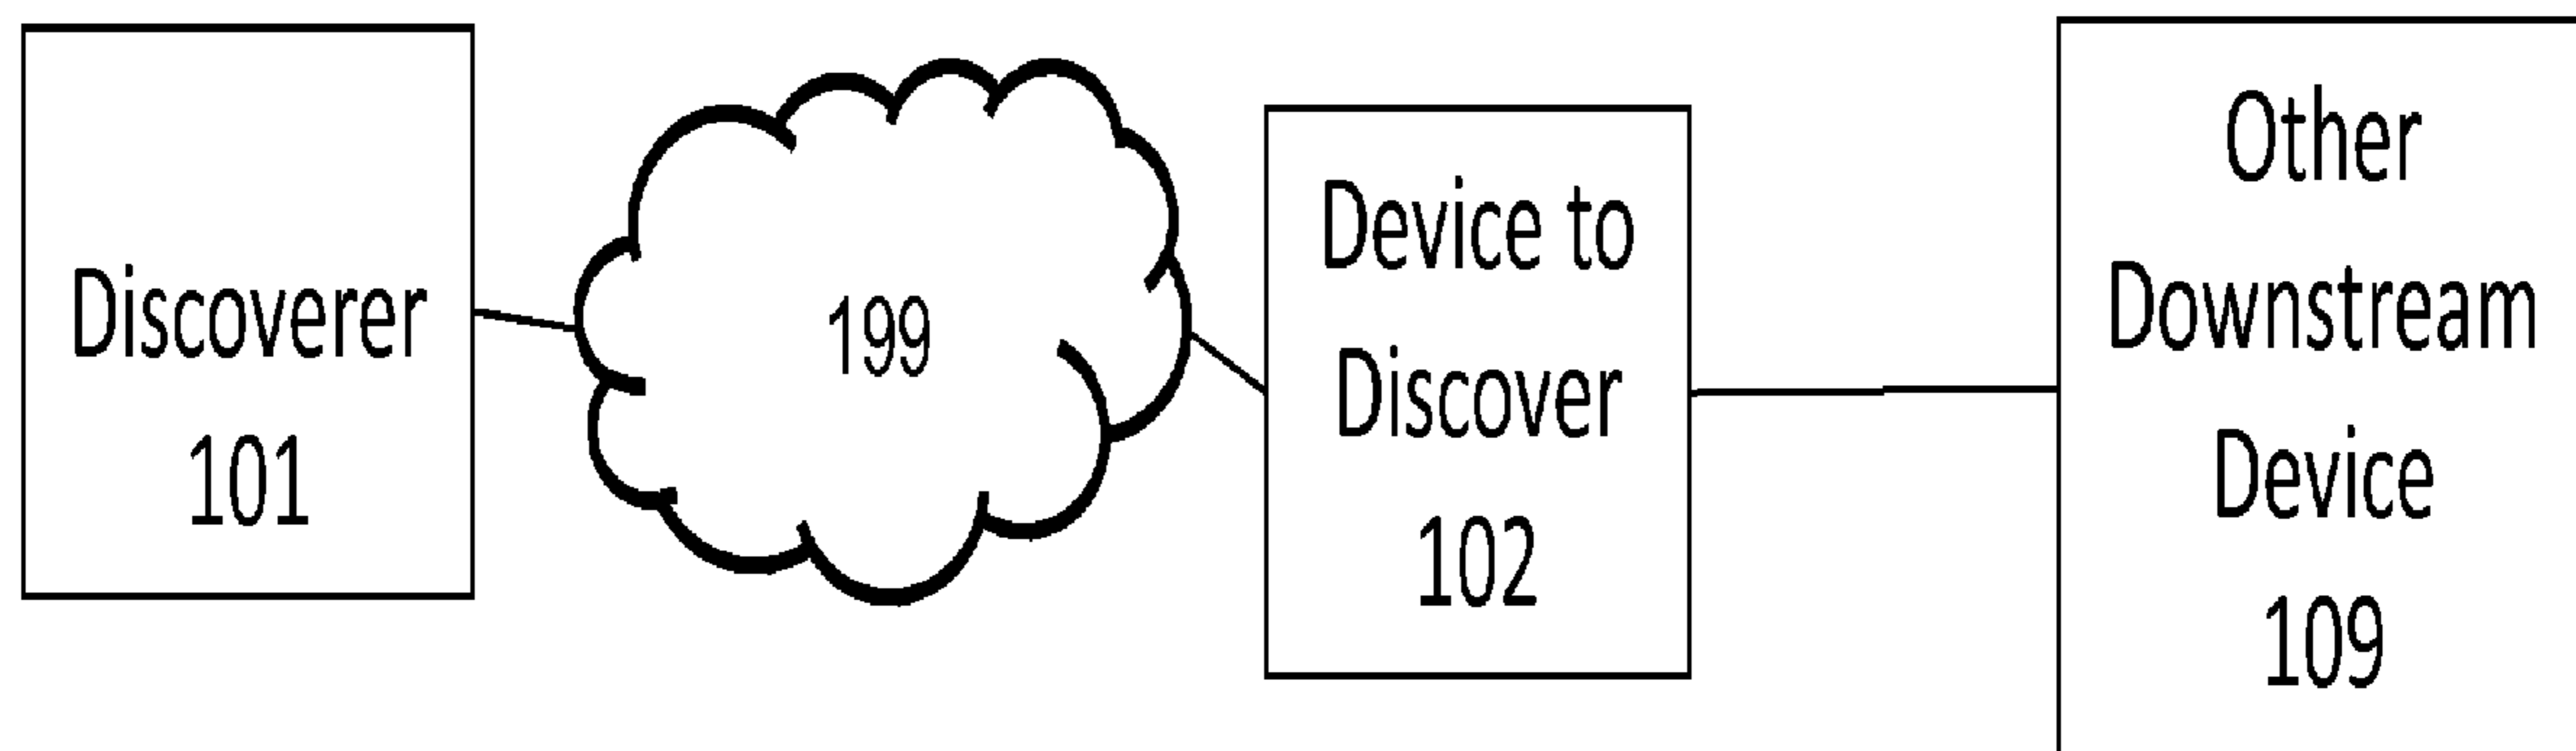 Discoverer
101
199
Device to
Discover
102
Other
Downstream
Device
109